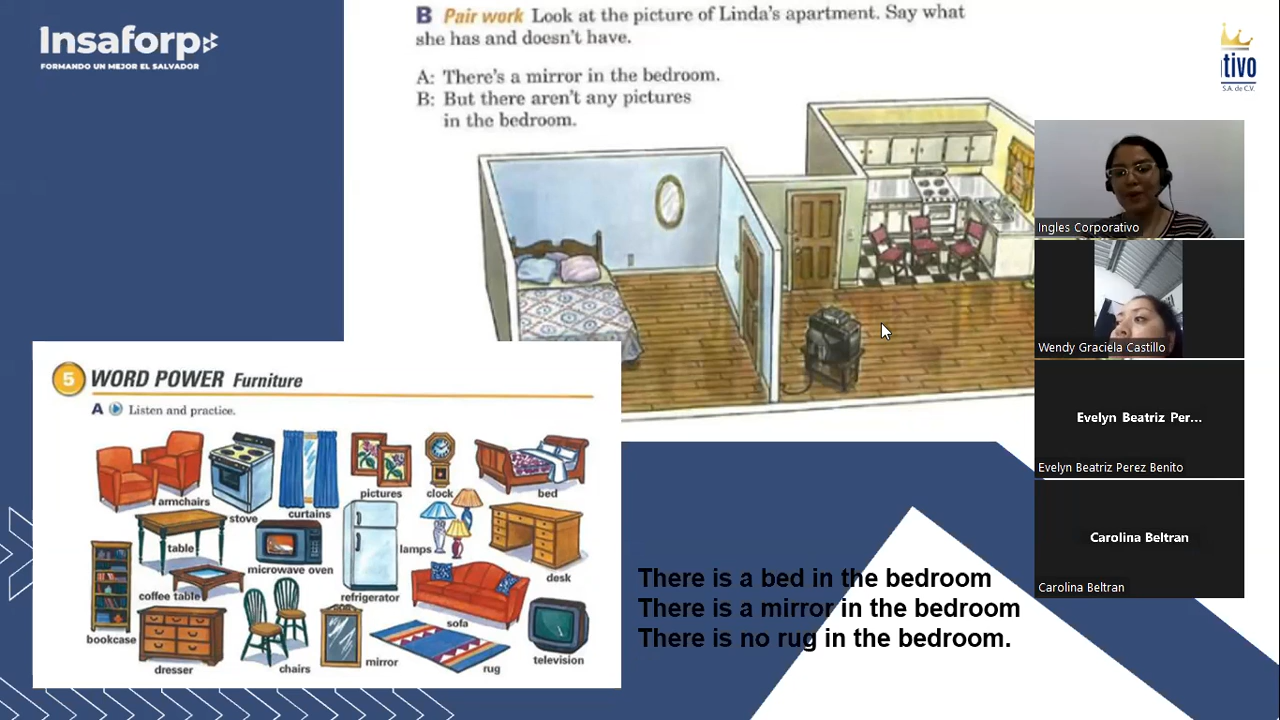 Insaforp
FORMANDO UN MEJOR EL SALVADOR
B Pair work Look at the picture of Linda's apartment. Say what
she has and doesn't have.
A: There's a mirror in the bedroom.
B: But there aren't any pictures
in the bedroom.
tivo
S.A. de C.V.
Ingles Corporativo
Wendy Graciela Castillo
Evelyn Beatriz Per...
Evelyn Beatriz Perez Benito
Carolina Beltran
Carolina Beltran
5 WORD POWER Furniture
A Listen and practice.
armchairs
stove
curtains
pictures
clock
bed
table
microwave oven
lamps
desk
coffee table
refrigerator
sofa
bookcase
dresser
chairs
mirror
rug
television
There is a bed in the bedroom
There is a mirror in the bedroom
There is no rug in the bedroom.